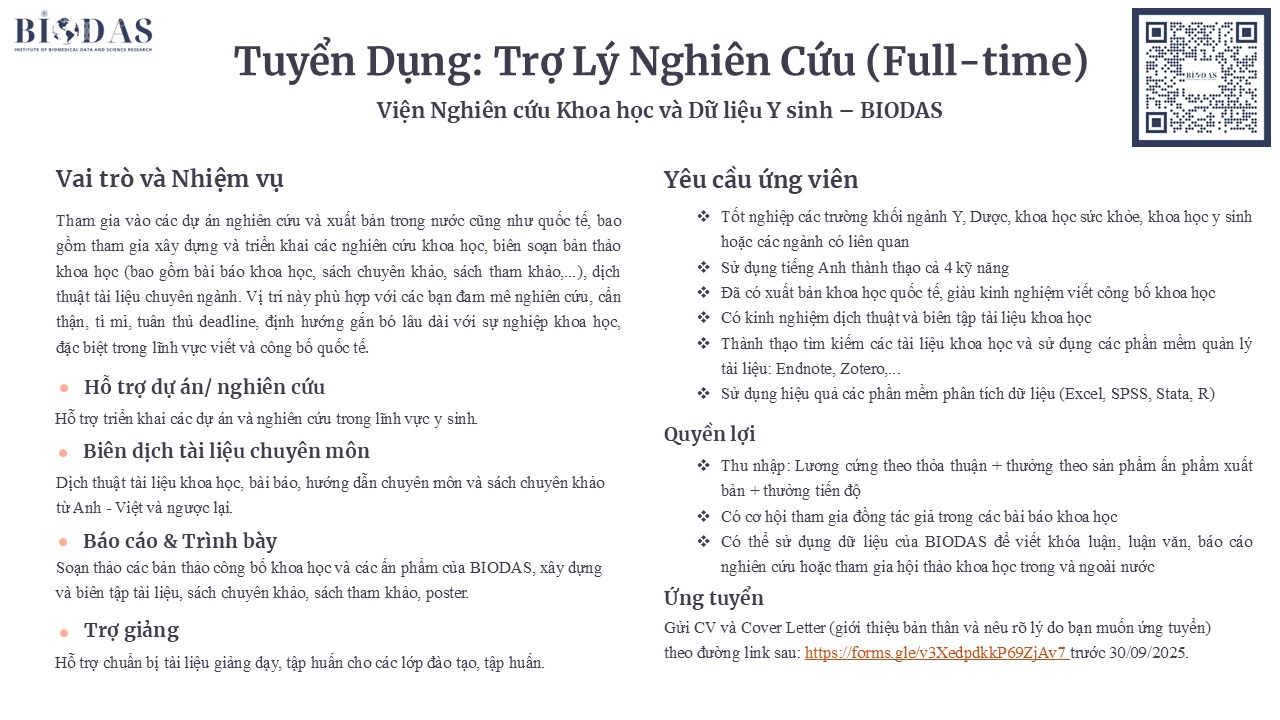 BIODAS
INSTITUTE OF BIOMEDICAL DATA AND SCIENCE RESEARCH
Tuyển Dụng: Trợ Lý Nghiên Cứu (Full-time)
Viện Nghiên cứu Khoa học và Dữ liệu Y sinh – BIODAS
BIODAS
Vai trò và Nhiệm vụ
Tham gia vào các dự án nghiên cứu và xuất bản trong nước cũng như quốc tế, bao
gồm tham gia xây dựng và triển khai các nghiên cứu khoa học, biên soạn bản thảo
khoa học (bao gồm bài báo khoa học, sách chuyên khảo, sách tham khảo,...), dịch
thuật tài liệu chuyên ngành. Vị trí này phù hợp với các bạn đam mê nghiên cứu, cẩn
thận, tỉ mỉ, tuân thủ deadline, định hướng gắn bó lâu dài với sự nghiệp khoa học,
đặc biệt trong lĩnh vực viết và công bố quốc tế.
Hỗ trợ dự án/ nghiên cứu
Hỗ trợ triển khai các dự án và nghiên cứu trong lĩnh vực y sinh.
Biên dịch tài liệu chuyên môn
Dịch thuật tài liệu khoa học, bài báo, hướng dẫn chuyên môn và sách chuyên khảo
từ Anh - Việt và ngược lại.
Báo cáo & Trình bày
Soạn thảo các bản thảo công bố khoa học và các ấn phẩm của BIODAS, xây dựng
và biên tập tài liệu, sách chuyên khảo, sách tham khảo, poster.
Trợ giảng
Hỗ trợ chuẩn bị tài liệu giảng dạy, tập huấn cho các lớp đào tạo, tập huấn.
Yêu cầu ứng viên
❖ Tốt nghiệp các trường khối ngành Y, Dược, khoa học sức khỏe, khoa học y sinh
hoặc các ngành có liên quan
❖ Sử dụng tiếng Anh thành thạo cả 4 kỹ năng
❖ Đã có xuất bản khoa học quốc tế, giàu kinh nghiệm viết công bố khoa học
❖ Có kinh nghiệm dịch thuật và biên tập tài liệu khoa học
❖ Thành thạo tìm kiếm các tài liệu khoa học và sử dụng các phần mềm quản lý
tài liệu: Endnote, Zotero,...
❖ Sử dụng hiệu quả các phần mềm phân tích dữ liệu (Excel, SPSS, Stata, R)
Quyền lợi
❖ Thu nhập: Lương cứng theo thỏa thuận + thưởng theo sản phẩm ấn phẩm xuất
bản + thưởng tiến độ
❖ Có cơ hội tham gia đồng tác giả trong các bài báo khoa học
❖ Có thể sử dụng dữ liệu của BIODAS để viết khóa luận, luận văn, báo cáo
nghiên cứu hoặc tham gia hội thảo khoa học trong và ngoài nước
Ứng tuyển
Gửi CV và Cover Letter (giới thiệu bản thân và nêu rõ lý do bạn muốn ứng tuyển)
theo đường link sau: https://forms.gle/v3XedpdkkP69ZjAv7 trước 30/09/2025.